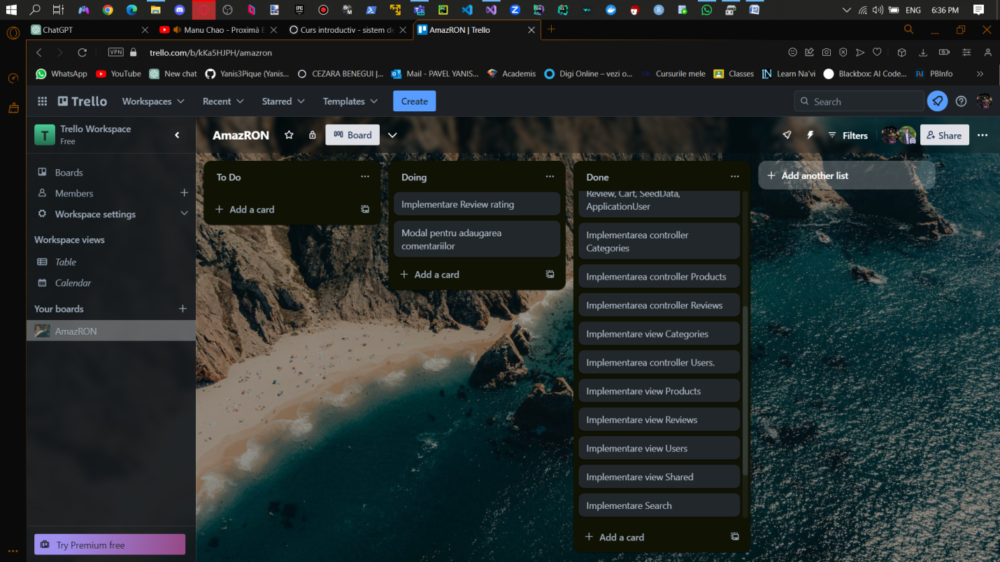 ENG
6:36 PM
ChatGPT
Manu Chao - Proximà E
Curs introductiv - sistem de
AmazRON | Trello
VPN
trello.com/b/kKa5HJPH/amazron
WhatsApp
YouTube
New chat
Yanis3Pique (Yanis...
CEZARA BENEGUI |...
Mail - PAVEL YANIS...
Academis
Digi Online – vezi o...
Cursurile mele
Classes
Learn Na'vi
Blackbox: AI Code...
PBInfo
Trello
Workspaces
Recent
Starred
Templates
Create
Search
T
Trello Workspace
Free
AmazRON
Board
Filters
Share
Boards
Members
Workspace settings
Workspace views
Table
Calendar
Your boards
AmazRON
Try Premium free
To Do
Add a card
Doing
Implementare Review rating
Modal pentru adaugarea
comentariilor
Add a card
Done
Review, Cart, SeedData,
ApplicationUser
Implementarea controller
Categories
Implementarea controller Products
Implementarea controller Reviews
Implementare view Categories
Implementarea controller Users.
Implementare view Products
Implementare view Reviews
Implementare view Users
Implementare view Shared
Implementare Search
Add a card
Add another list